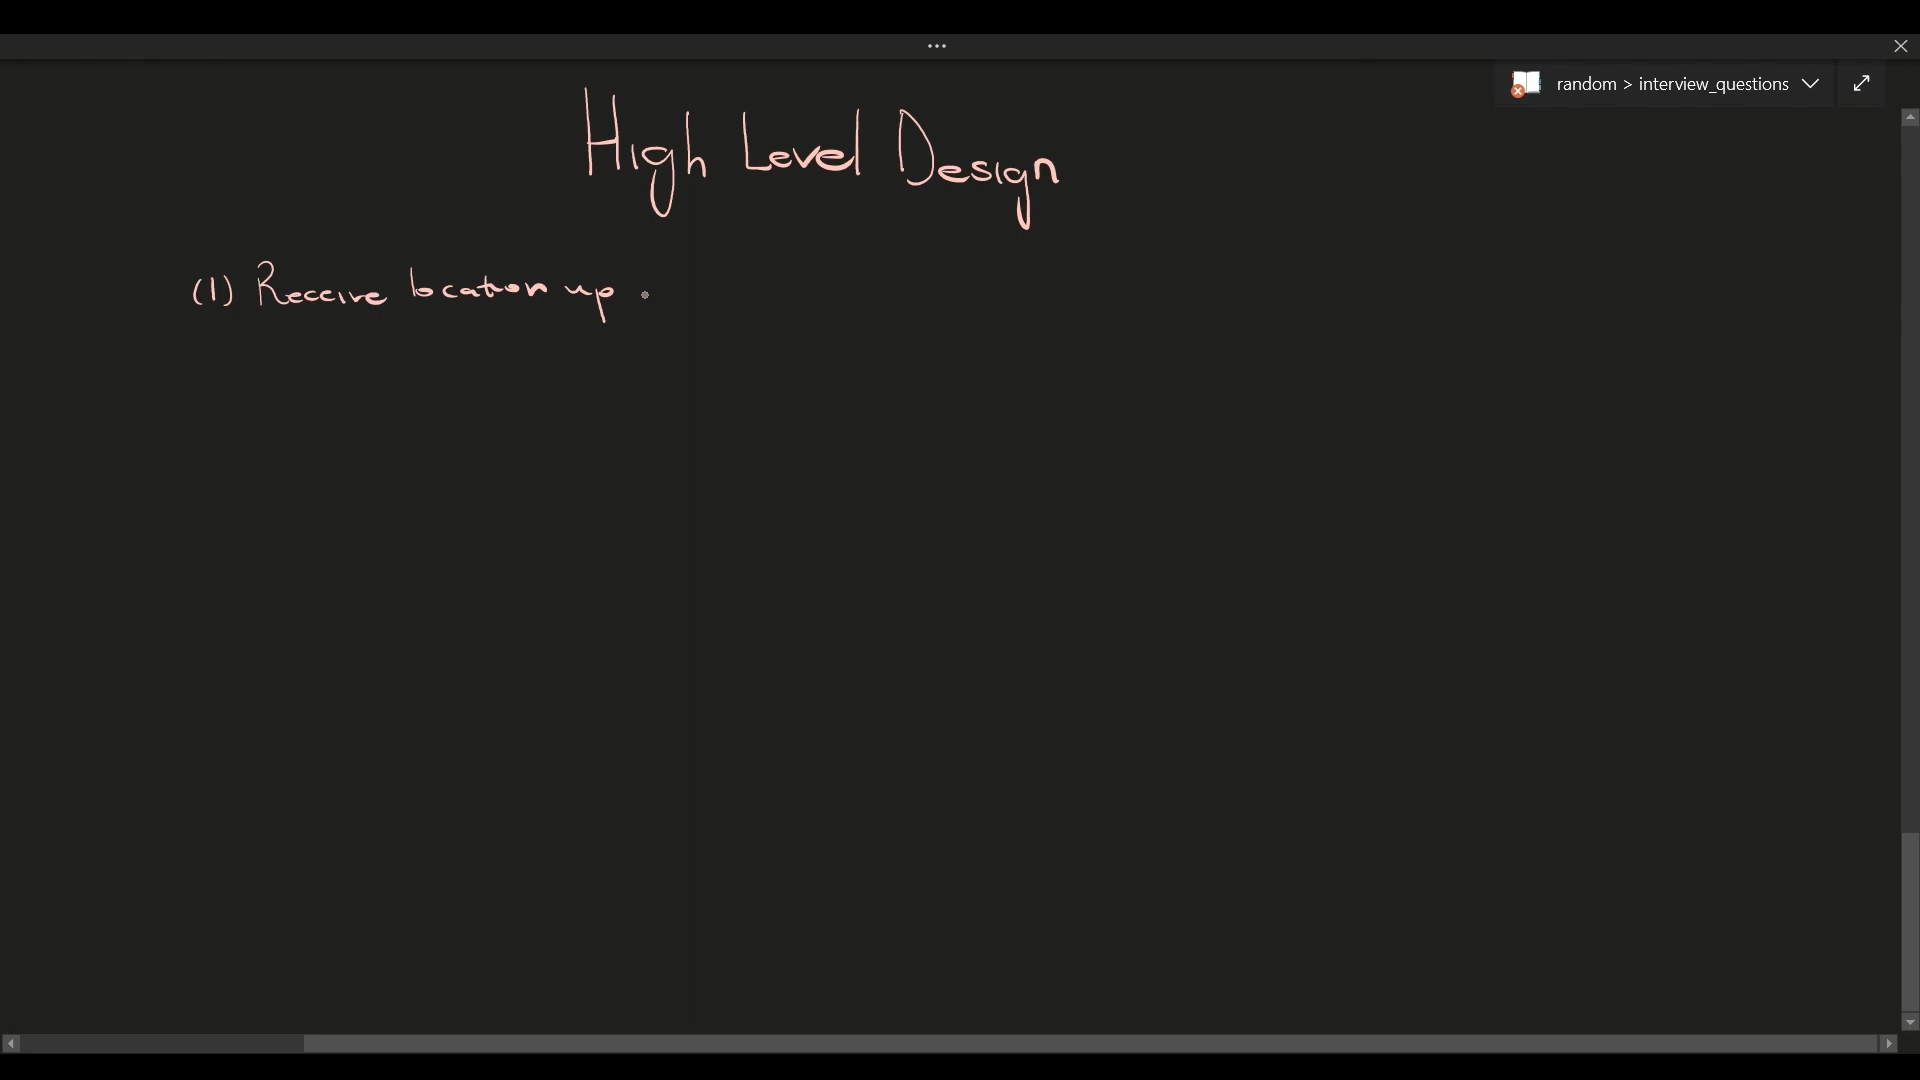 random > interview_questions
High Level Design
(1) Receive location up